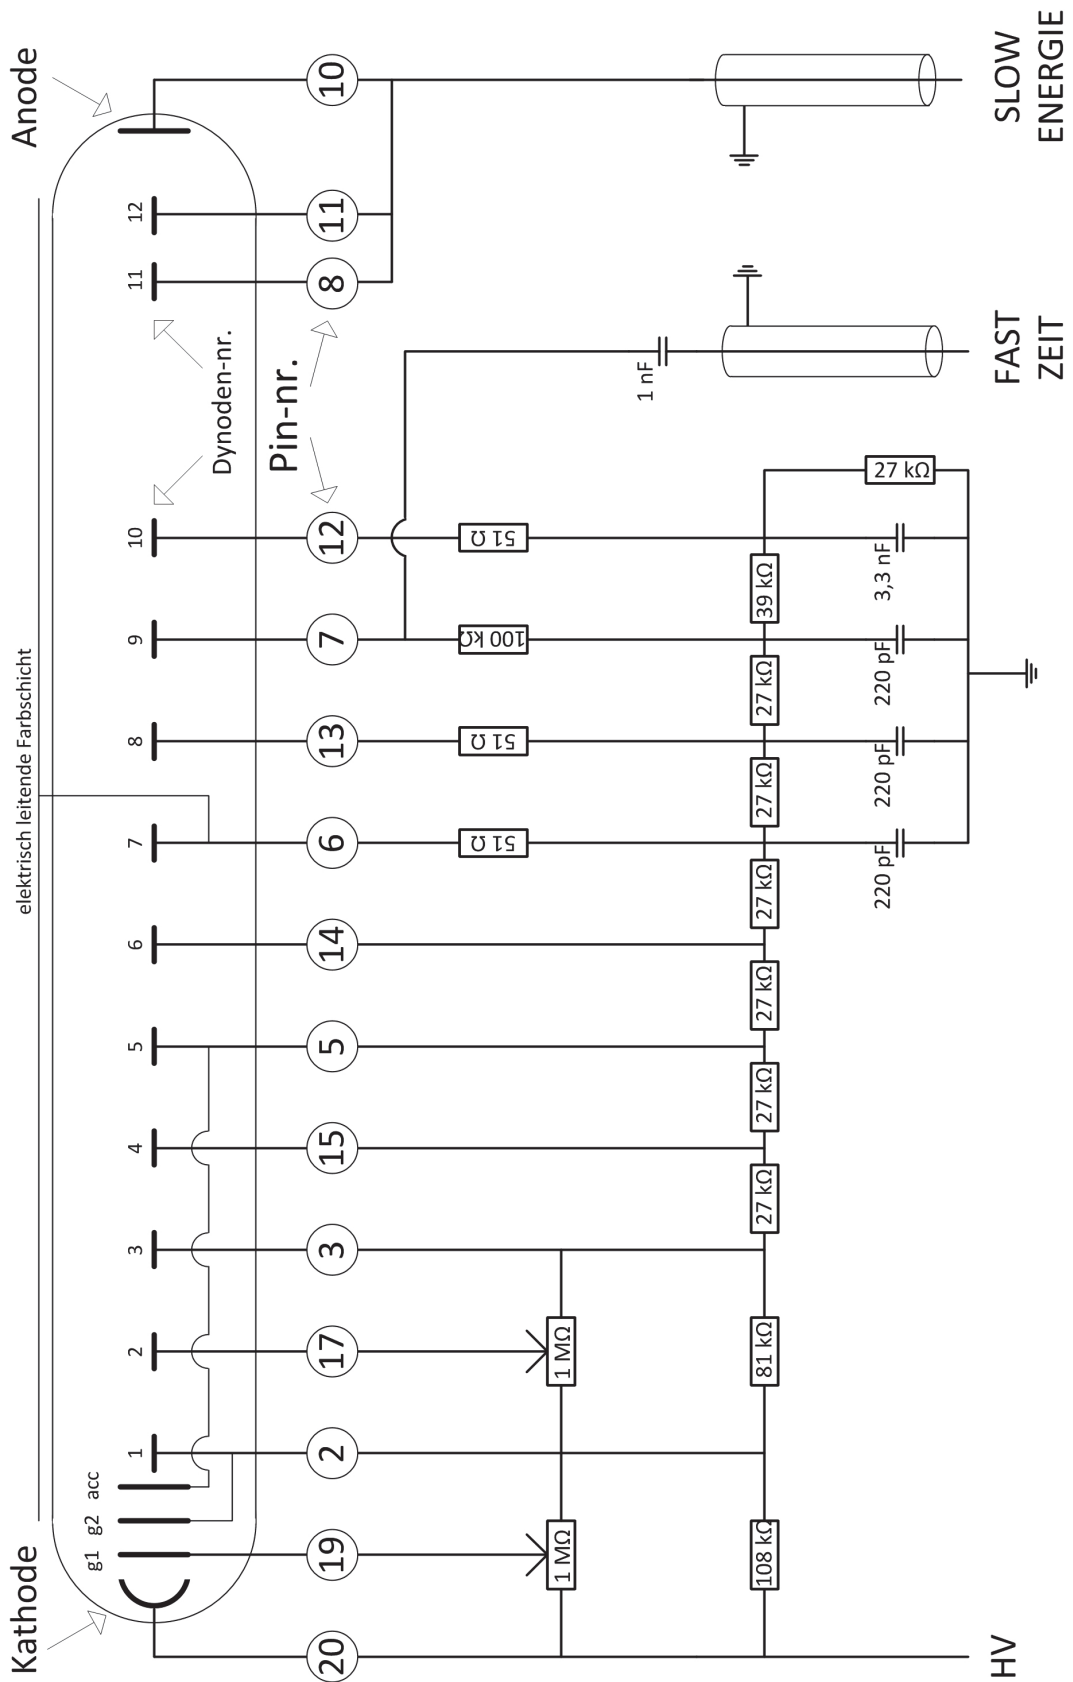 Kathode
Anode
elektrisch leitende Farbschicht
g1
g2
acc
1
2
3
4
5
6
7
8
9
10
11
12
Dynoden-nr.
Pin-nr.
20
19
2
17
3
15
5
14
6
13
7
12
8
11
10
1 MΩ
1 MΩ
51 Ω
51 Ω
100 kΩ
51 Ω
1 nF
108 kΩ
81 kΩ
27 kΩ
27 kΩ
27 kΩ
27 kΩ
27 kΩ
27 kΩ
39 kΩ
27 kΩ
220 pF
220 pF
220 pF
3,3 nF
HV
FAST
ZEIT
SLOW
ENERGIE